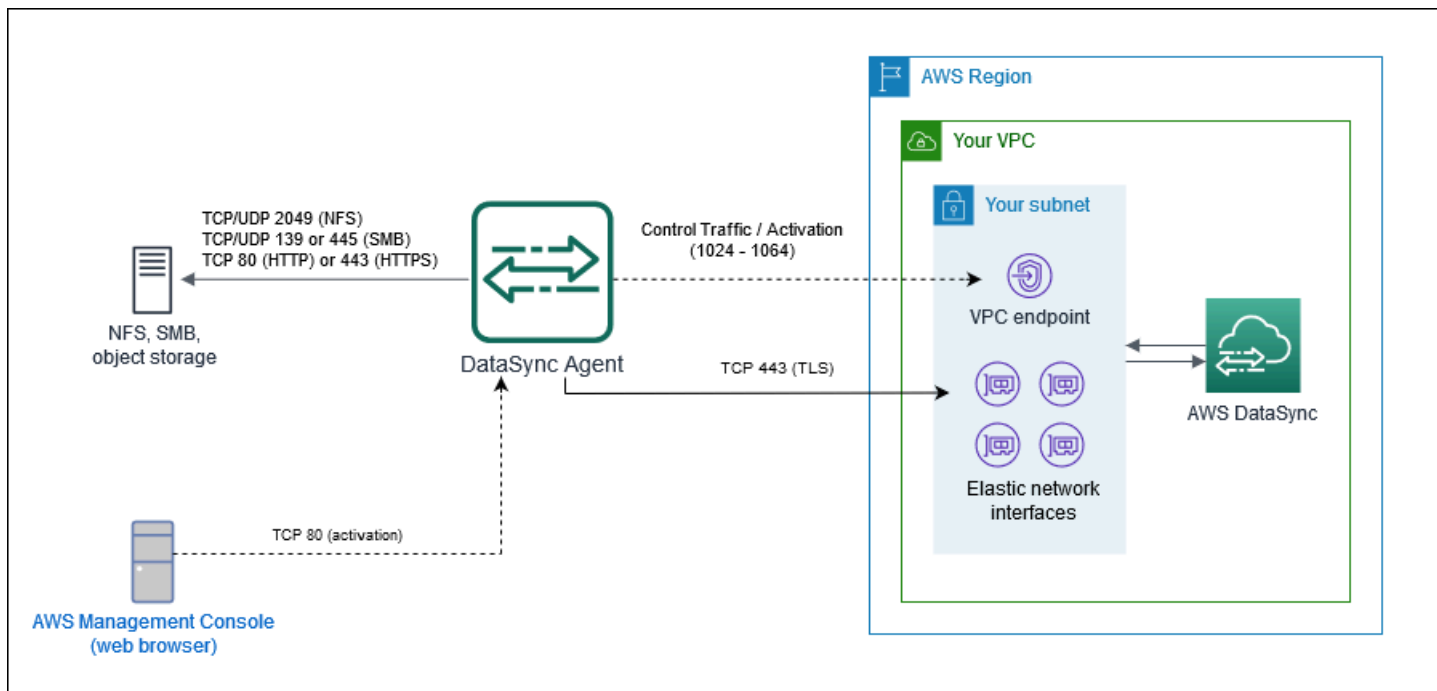 AWS Region
Your VPC
Your subnet
TCP/UDP 2049 (NFS)
TCP/UDP 139 or 445 (SMB)
TCP 80 (HTTP) or 443 (HTTPS)
Control Traffic / Activation
(1024 - 1064)
NFS, SMB,
object storage
DataSync Agent
VPC endpoint
TCP 443 (TLS)
AWS DataSync
Elastic network
interfaces
TCP 80 (activation)
AWS Management Console
(web browser)